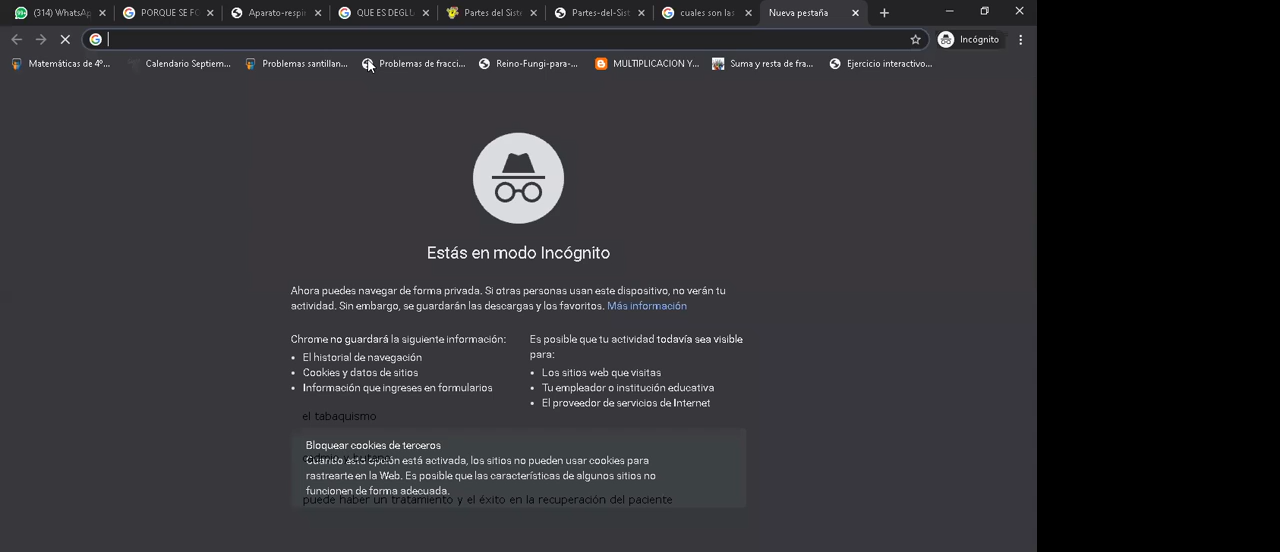 (314) WhatsAp
PORQUE SE FO
Aparato-respir
QUE ES DEGLU
Partes del Siste
Partes-del-Sist
cuales son las
Nueva pestaña
Incógnito
Matemáticas de 4º...
Calendario Septiem...
Problemas santillan...
Problemas de fracci...
Reino-Fungi-para-...
MULTIPLICACION Y...
Suma y resta de fra...
Ejercicio interactivo...
Estás en modo Incógnito
Ahora puedes navegar de forma privada. Si otras personas usan este dispositivo, no verán tu
actividad. Sin embargo, se guardarán las descargas y los favoritos. Más información
Chrome no guardará la siguiente información:
El historial de navegación
Cookies y datos de sitios
Información que ingreses en formularios
Es posible que tu actividad todavía sea visible
para:
Los sitios web que visitas
Tu empleador o institución educativa
El proveedor de servicios de Internet
el tabaquismo
Bloquear cookies de terceros
Cuando esta opción está activada, los sitios no pueden usar cookies para
rastrearte en la Web. Es posible que las características de algunos sitios no
funcionen de forma adecuada.
puede haber un tratamiento y el éxito en la recuperación del paciente